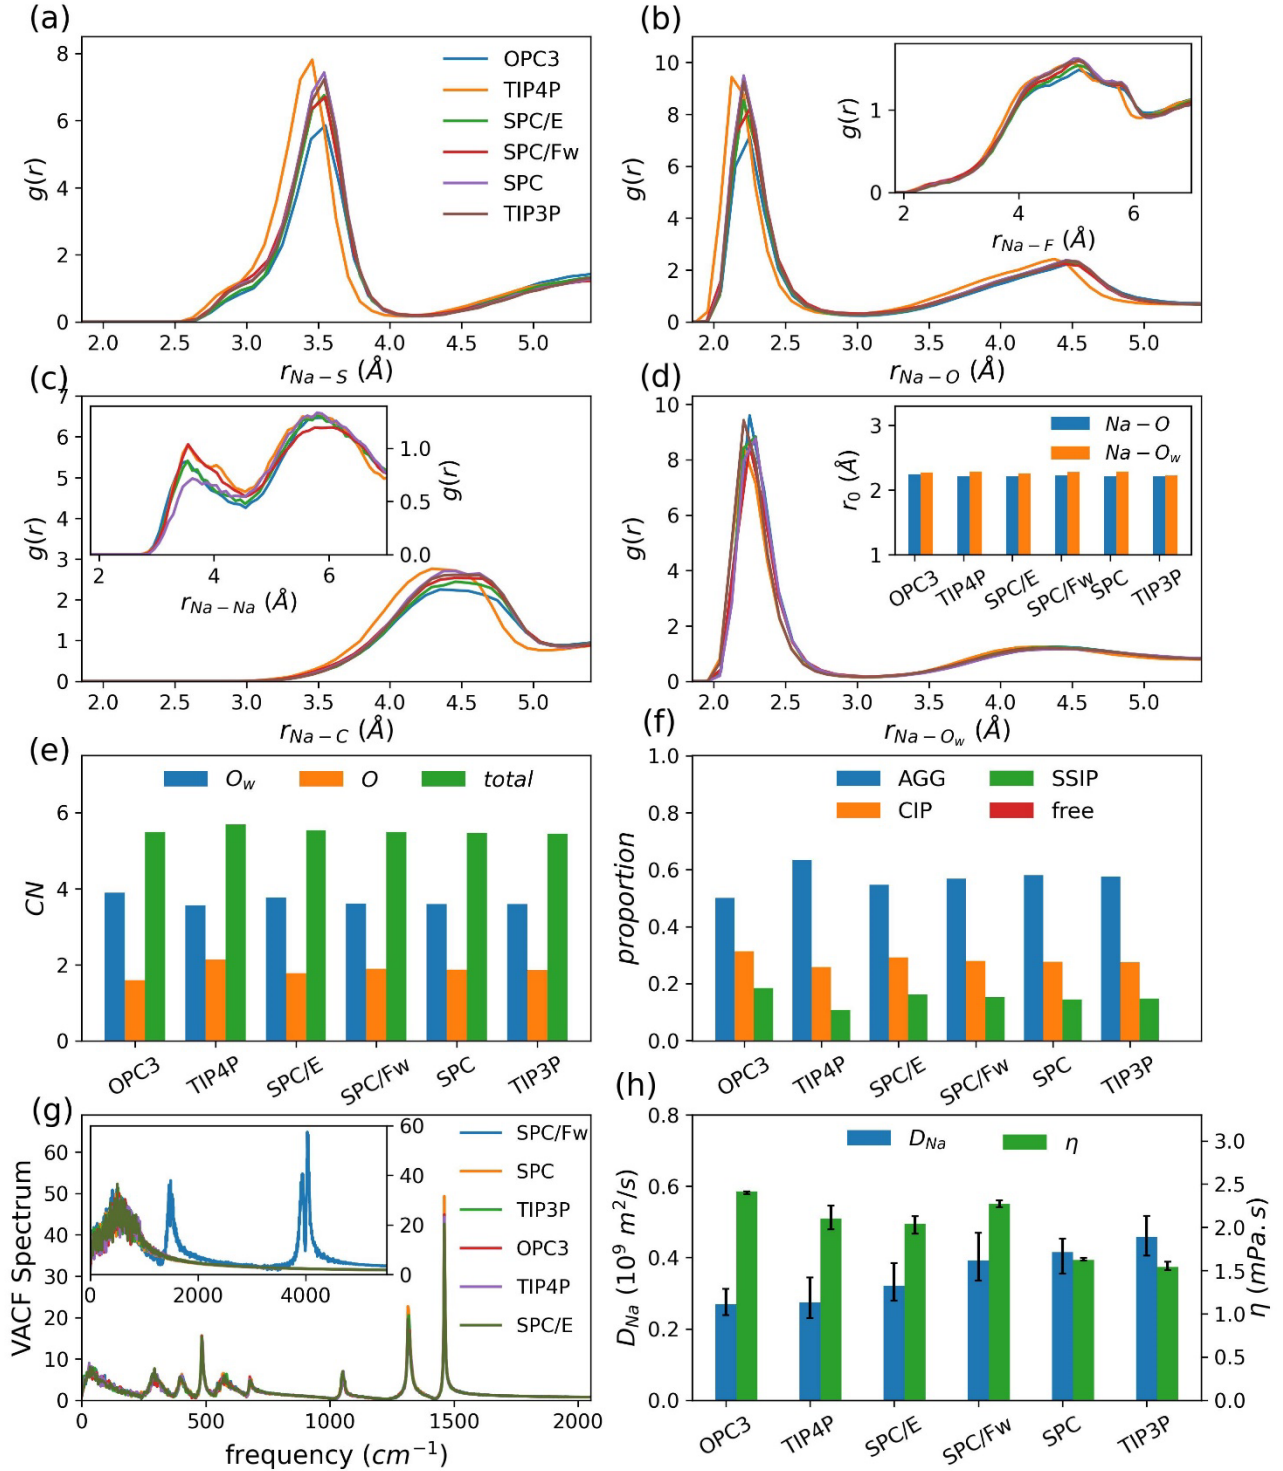 (a)
8
6
4
2
0
g(r)
OPC3
TIP4P
SPC/E
SPC/Fw
SPC
TIP3P
2.0 2.5 3.0 3.5 4.0 4.5 5.0
r_{Na−S} (Å)
(b)
10
8
6
4
2
0
g(r)
1
0
g(r)
2 4 6
r_{Na−F} (Å)
2.0 2.5 3.0 3.5 4.0 4.5 5.0
r_{Na−O} (Å)
(c)
7
6
5
4
3
2
1
0
g(r)
1.0
0.5
0.0
g(r)
2 4 6
r_{Na−Na} (Å)
2.0 2.5 3.0 3.5 4.0 4.5 5.0
r_{Na−C} (Å)
(d)
10
8
6
4
2
0
g(r)
3
2
1
r_0 (Å)
Na−O
Na−O_w
OPC3 TIP4P SPC/E SPC/Fw SPC TIP3P
2.0 2.5 3.0 3.5 4.0 4.5 5.0
r_{Na−O_w} (Å)
(e)
6
4
2
0
CN
O_w O total
OPC3 TIP4P SPC/E SPC/Fw SPC TIP3P
(f)
1.0
0.8
0.6
0.4
0.2
0.0
proportion
AGG SSIP
CIP free
OPC3 TIP4P SPC/E SPC/Fw SPC TIP3P
(g)
60
50
40
30
20
10
0
VACF Spectrum
60
40
20
0
0 2000 4000
SPC/Fw
SPC
TIP3P
OPC3
TIP4P
SPC/E
0 500 1000 1500 2000
frequency (cm^{−1})
(h)
0.8
0.6
0.4
0.2
0.0
D_{Na} (10^9 m^2/s)
D_{Na} η
3.0
2.5
2.0
1.5
1.0
0.5
0.0
η (mPa.s)
OPC3 TIP4P SPC/E SPC/Fw SPC TIP3P